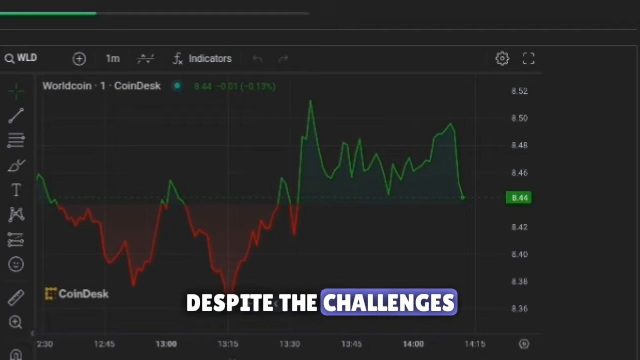 WLD 1m Indicators
Worldcoin · 1 · CoinDesk 8.44 −0.01 (−0.13%)
8.52
8.50
8.48
8.46
8.44
8.42
8.40
8.38
8.36
CoinDesk
DESPITE THE CHALLENGES
2:30 12:45 13:00 13:15 13:30 13:45 14:00 14:15